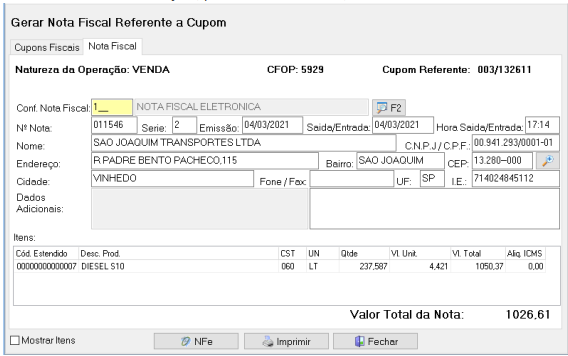 Gerar Nota Fiscal Referente a Cupom
Cupons Fiscais Nota Fiscal
Natureza da Operação: VENDA CFOP: 5929 Cupom Referente: 003/132611
Conf. Nota Fiscal: 1__ NOTA FISCAL ELETRONICA F2
Nº Nota: 011546 Serie: 2 Emissão: 04/03/2021 Saida/Entrada: 04/03/2021 Hora Saida/Entrada: 17:14
Nome: SAO JOAQUIM TRANSPORTES LTDA C.N.P.J/C.P.F.: 00.941.293/0001-01
Endereço: R PADRE BENTO PACHECO,115 Bairro: SAO JOAQUIM CEP: 13.280--000
Cidade: VINHEDO Fone / Fax: UF: SP I.E.: 714024845112
Dados
Adicionais:
Itens:
Cód. Estendido Desc. Prod. CST UN Qtde Vl. Unit. Vl. Total Aliq. ICMS
00000000000007 DIESEL S10 060 LT 237,587 4,421 1050,37 0,00
Valor Total da Nota: 1026,61
Mostrar Itens NFe Imprimir Fechar